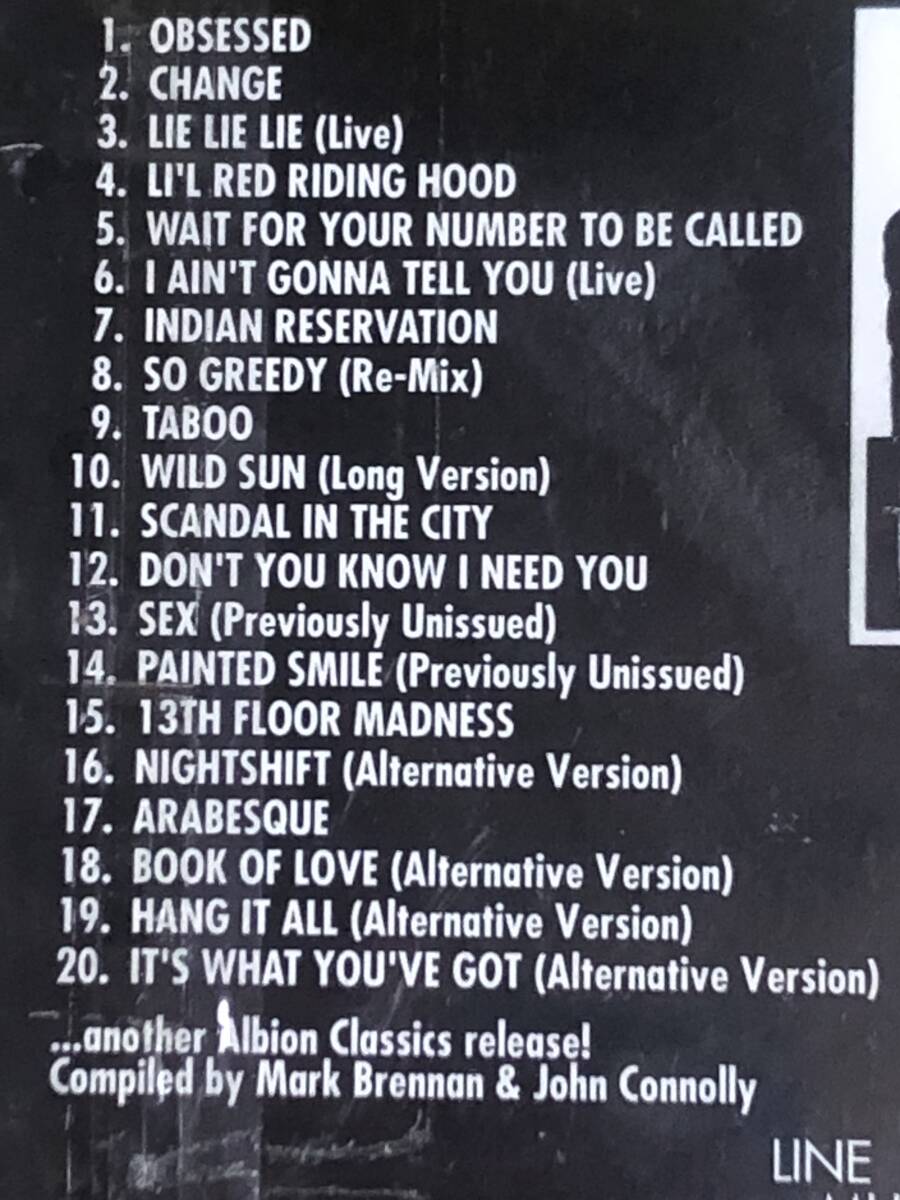 1. OBSESSED
2. CHANGE
3. LIE LIE LIE (Live)
4. LI'L RED RIDING HOOD
5. WAIT FOR YOUR NUMBER TO BE CALLED
6. I AIN'T GONNA TELL YOU (Live)
7. INDIAN RESERVATION
8. SO GREEDY (Re-Mix)
9. TABOO
10. WILD SUN (Long Version)
11. SCANDAL IN THE CITY
12. DON'T YOU KNOW I NEED YOU
13. SEX (Previously Unissued)
14. PAINTED SMILE (Previously Unissued)
15. 13TH FLOOR MADNESS
16. NIGHTSHIFT (Alternative Version)
17. ARABESQUE
18. BOOK OF LOVE (Alternative Version)
19. HANG IT ALL (Alternative Version)
20. IT'S WHAT YOU'VE GOT (Alternative Version)
...another Albion Classics release!
Compiled by Mark Brennan & John Connolly
LINE